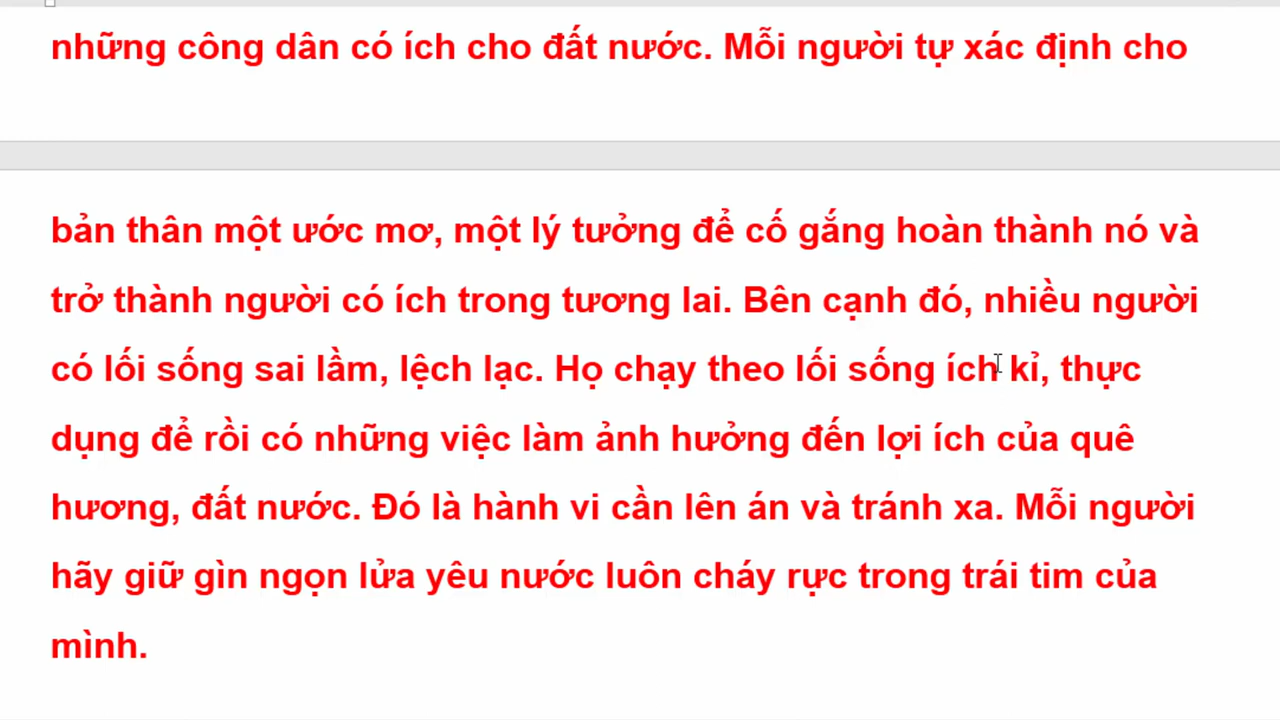 những công dân có ích cho đất nước. Mỗi người tự xác định cho
bản thân một ước mơ, một lý tưởng để cố gắng hoàn thành nó và
trở thành người có ích trong tương lai. Bên cạnh đó, nhiều người
có lối sống sai lầm, lệch lạc. Họ chạy theo lối sống ích kỉ, thực
dụng để rồi có những việc làm ảnh hưởng đến lợi ích của quê
hương, đất nước. Đó là hành vi cần lên án và tránh xa. Mỗi người
hãy giữ gìn ngọn lửa yêu nước luôn cháy rực trong trái tim của
mình.